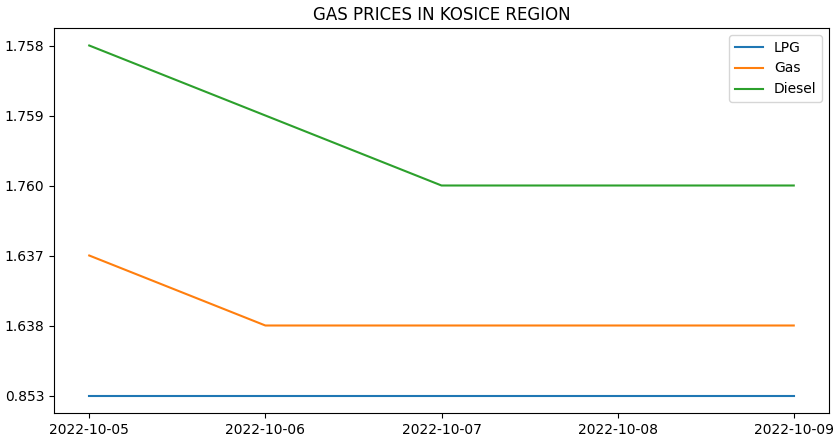 GAS PRICES IN KOSICE REGION
LPG
Gas
Diesel
1.758
1.759
1.760
1.637
1.638
0.853
2022-10-05 2022-10-06 2022-10-07 2022-10-08 2022-10-09